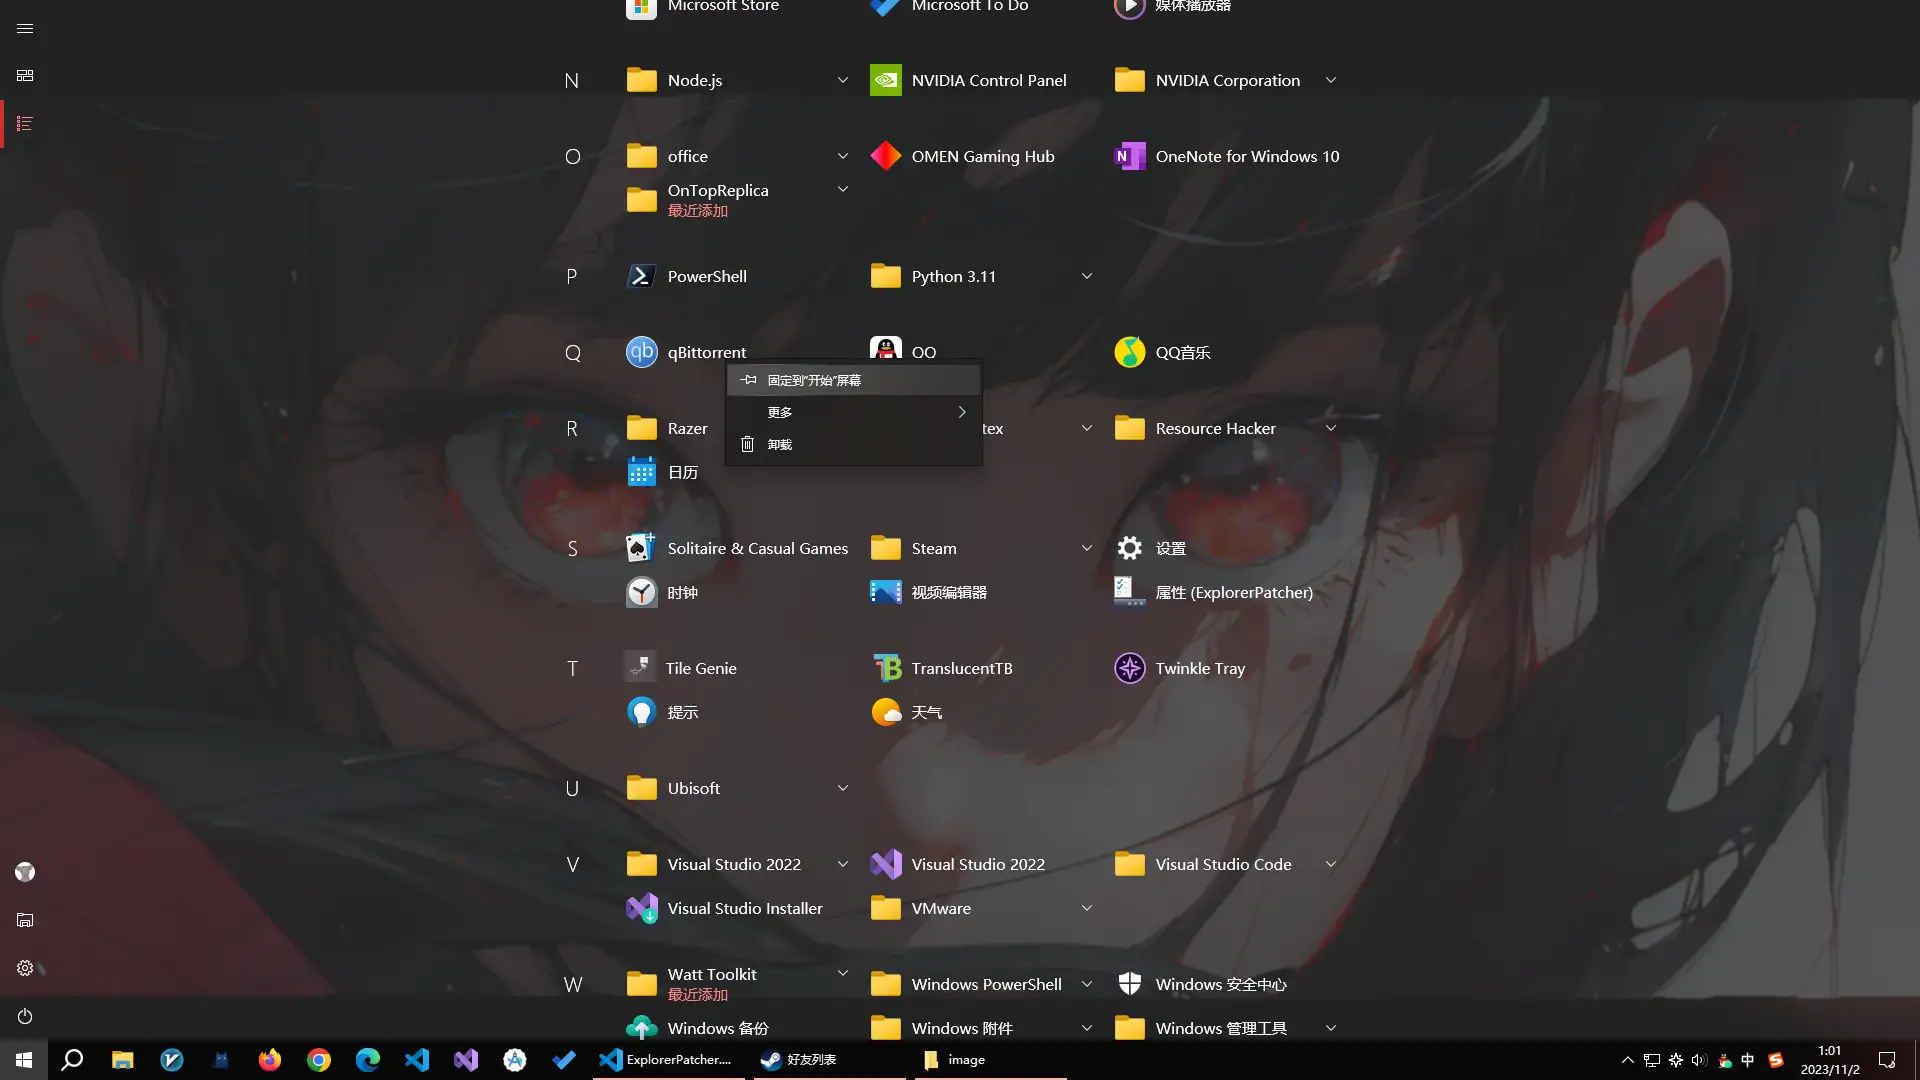 Microsoft Store
Microsoft To Do
媒体播放器
N
Node.js
NVIDIA Control Panel
NVIDIA Corporation
O
office
OMEN Gaming Hub
OneNote for Windows 10
OnTopReplica
最近添加
P
PowerShell
Python 3.11
Q
qBittorrent
QQ
QQ音乐
固定到"开始"屏幕
更多
卸载
R
Razer
tex
Resource Hacker
日历
S
Solitaire & Casual Games
Steam
设置
时钟
视频编辑器
属性 (ExplorerPatcher)
T
Tile Genie
TranslucentTB
Twinkle Tray
提示
天气
U
Ubisoft
V
Visual Studio 2022
Visual Studio 2022
Visual Studio Code
Visual Studio Installer
VMware
W
Watt Toolkit
最近添加
Windows PowerShell
Windows 安全中心
Windows 备份
Windows 附件
Windows 管理工具
ExplorerPatcher....
好友列表
image
中
1:01
2023/11/2